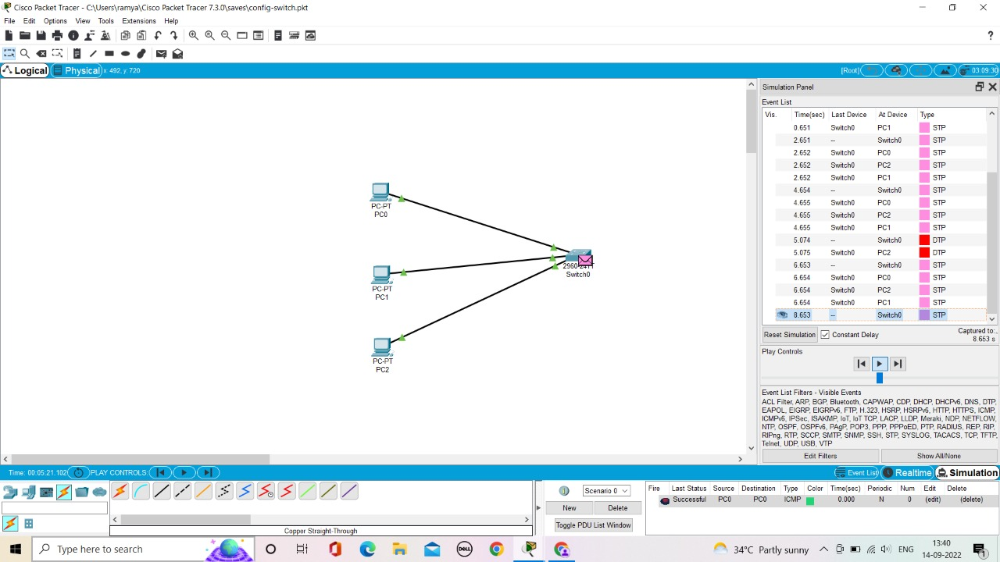 Cisco Packet Tracer - C:\Users\ramya\Cisco Packet Tracer 7.3.0\saves\config-switch.pkt
File Edit Options View Tools Extensions Help
?
Logical Physical x: 492, y: 720 [Root] 03:09:30
Simulation Panel
Event List
Vis. Time(sec) Last Device At Device Type
0.651 Switch0 PC1 STP
2.651 -- Switch0 STP
2.652 Switch0 PC0 STP
2.652 Switch0 PC2 STP
2.652 Switch0 PC1 STP
4.654 -- Switch0 STP
4.655 Switch0 PC0 STP
4.655 Switch0 PC2 STP
4.655 Switch0 PC1 STP
5.074 -- Switch0 DTP
5.075 Switch0 PC2 DTP
6.653 -- Switch0 STP
6.654 Switch0 PC0 STP
6.654 Switch0 PC2 STP
6.654 Switch0 PC1 STP
8.653 -- Switch0 STP
Reset Simulation Constant Delay Captured to:
8.653 s
Play Controls
Event List Filters - Visible Events
ACL Filter, ARP, BGP, Bluetooth, CAPWAP, CDP, DHCP, DHCPv6, DNS, DTP,
EAPOL, EIGRP, EIGRPv6, FTP, H.323, HSRP, HSRPv6, HTTP, HTTPS, ICMP,
ICMPv6, IPSec, ISAKMP, IoT, IoT TCP, LACP, LLDP, Meraki, NDP, NETFLOW,
NTP, OSPF, OSPFv6, PAgP, POP3, PPP, PPPoED, PTP, RADIUS, REP, RIP,
RIPng, RTP, SCCP, SMTP, SNMP, SSH, STP, SYSLOG, TACACS, TCP, TFTP,
Telnet, UDP, USB, VTP
Edit Filters Show All/None
PC-PT
PC0
PC-PT
PC1
PC-PT
PC2
Switch0
Time: 00:05:21.102 PLAY CONTROLS: Event List Realtime Simulation
Scenario 0
New Delete
Toggle PDU List Window
Fire Last Status Source Destination Type Color Time(sec) Periodic Num Edit Delete
Successful PC0 PC0 ICMP 0.000 N 0 (edit) (delete)
Copper Straight-Through
Type here to search
DELL
34°C Partly sunny ENG 13:40
14-09-2022
1